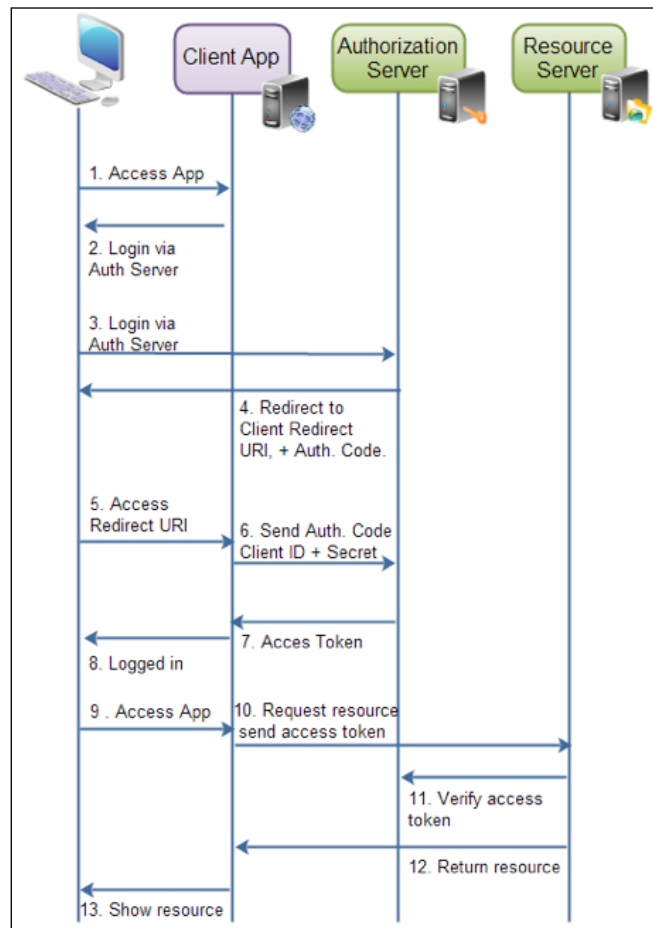 Client App
Authorization
Server
Resource
Server
1. Access App
2. Login via
Auth Server
3. Login via
Auth Server
4. Redirect to
Client Redirect
URI, + Auth. Code.
5. Access
Redirect URI
6. Send Auth. Code
Client ID + Secret
7. Acces Token
8. Logged in
9 . Access App
10. Request resource
send access token
11. Verify access
token
12. Return resource
13. Show resource